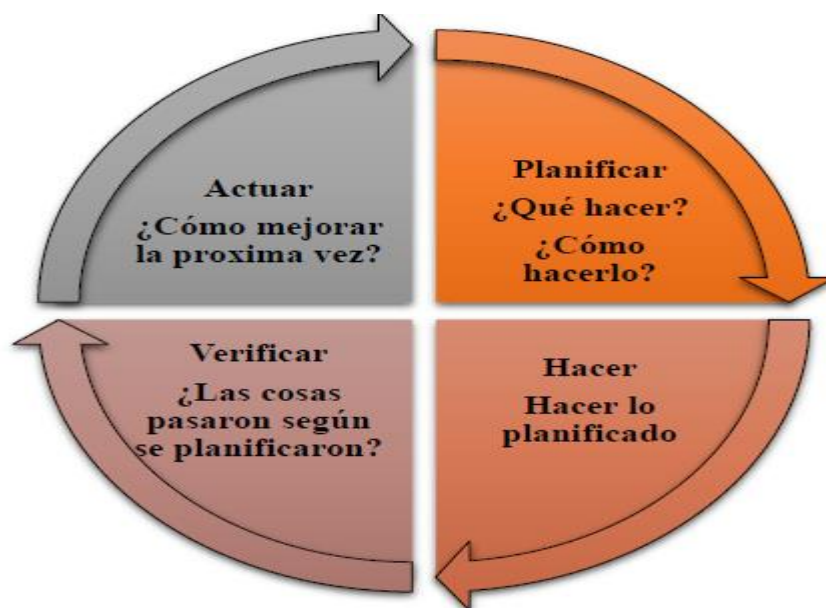 Actuar
¿Cómo mejorar
la proxima vez?
Planificar
¿Qué hacer?
¿Cómo
hacerlo?
Verificar
¿Las cosas
pasaron según
se planificaron?
Hacer
Hacer lo
planificado